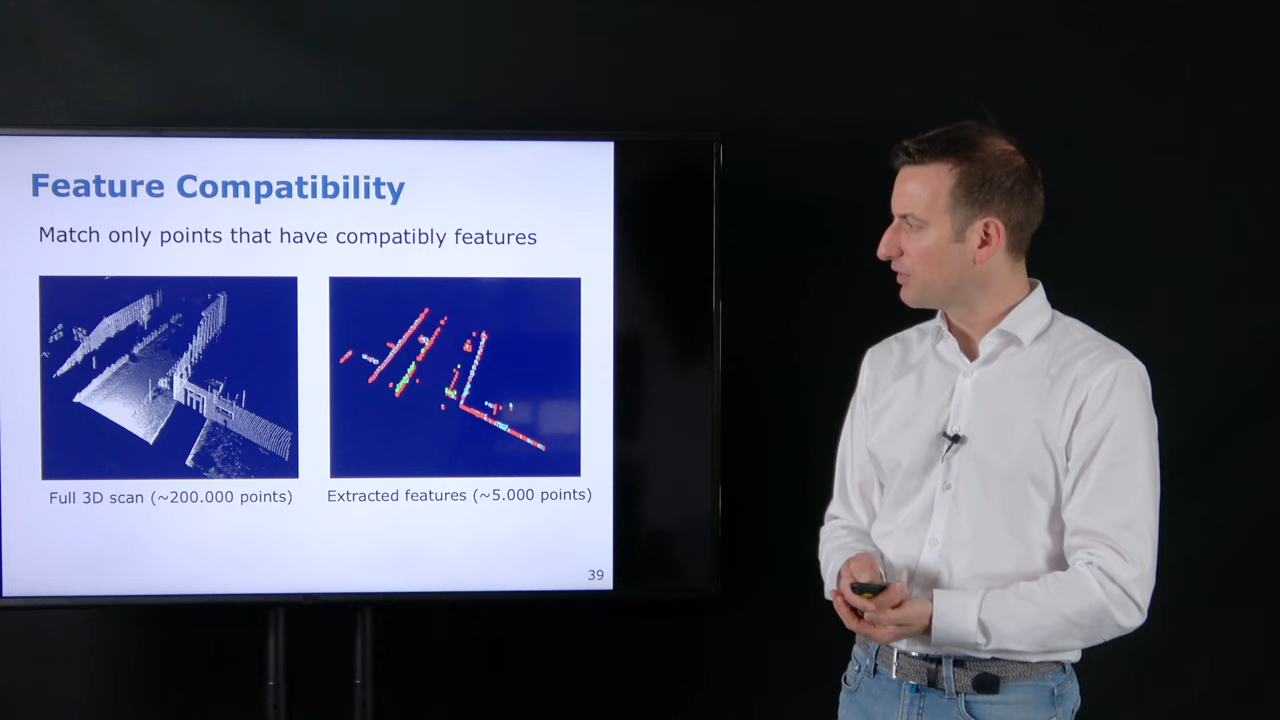 Feature Compatibility
Match only points that have compatibly features
Full 3D scan (~200.000 points)
Extracted features (~5.000 points)
39